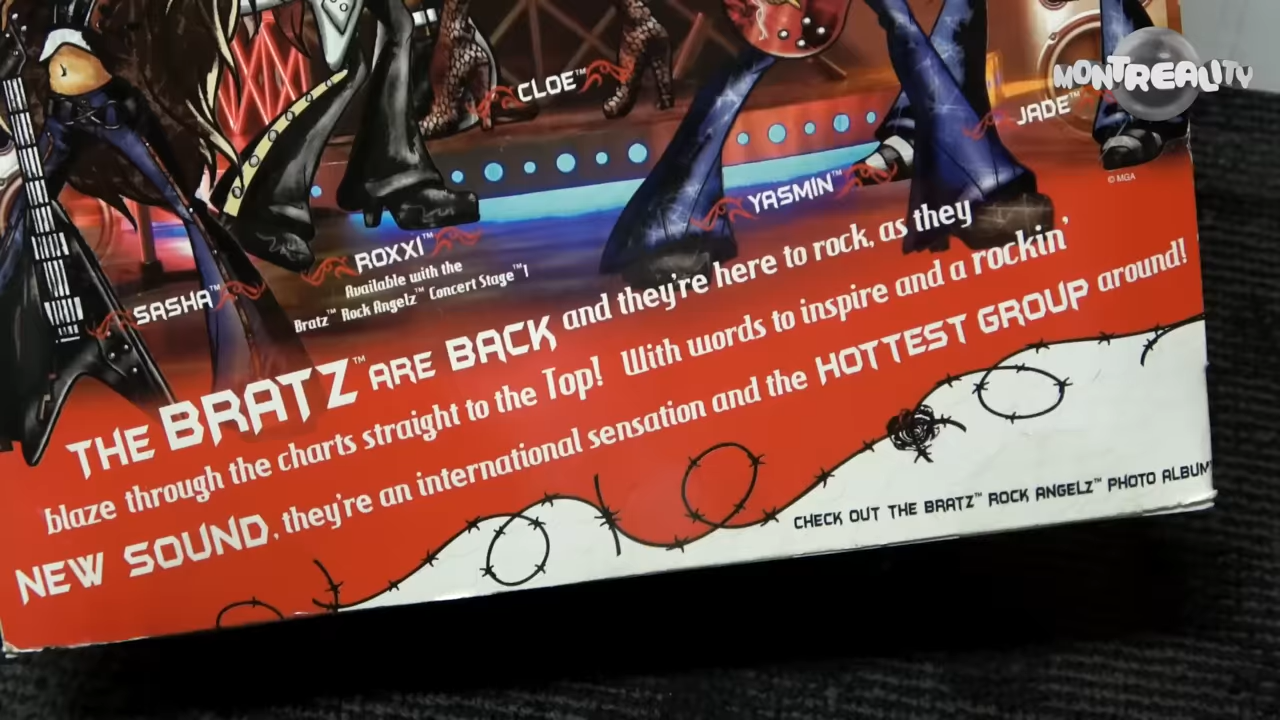 MONTREALITY
CLOE™
JADE™
© MGA
YASMIN™
ROXXI™
Available with the
Bratz™ Rock Angelz™ Concert Stage™!
SASHA™
THE BRATZ™ ARE BACK and they're here to rock, as they
blaze through the charts straight to the Top! With words to inspire and a rockin'
NEW SOUND, they're an international sensation and the HOTTEST GROUP around!
CHECK OUT THE BRATZ™ ROCK ANGELZ™ PHOTO ALBUM